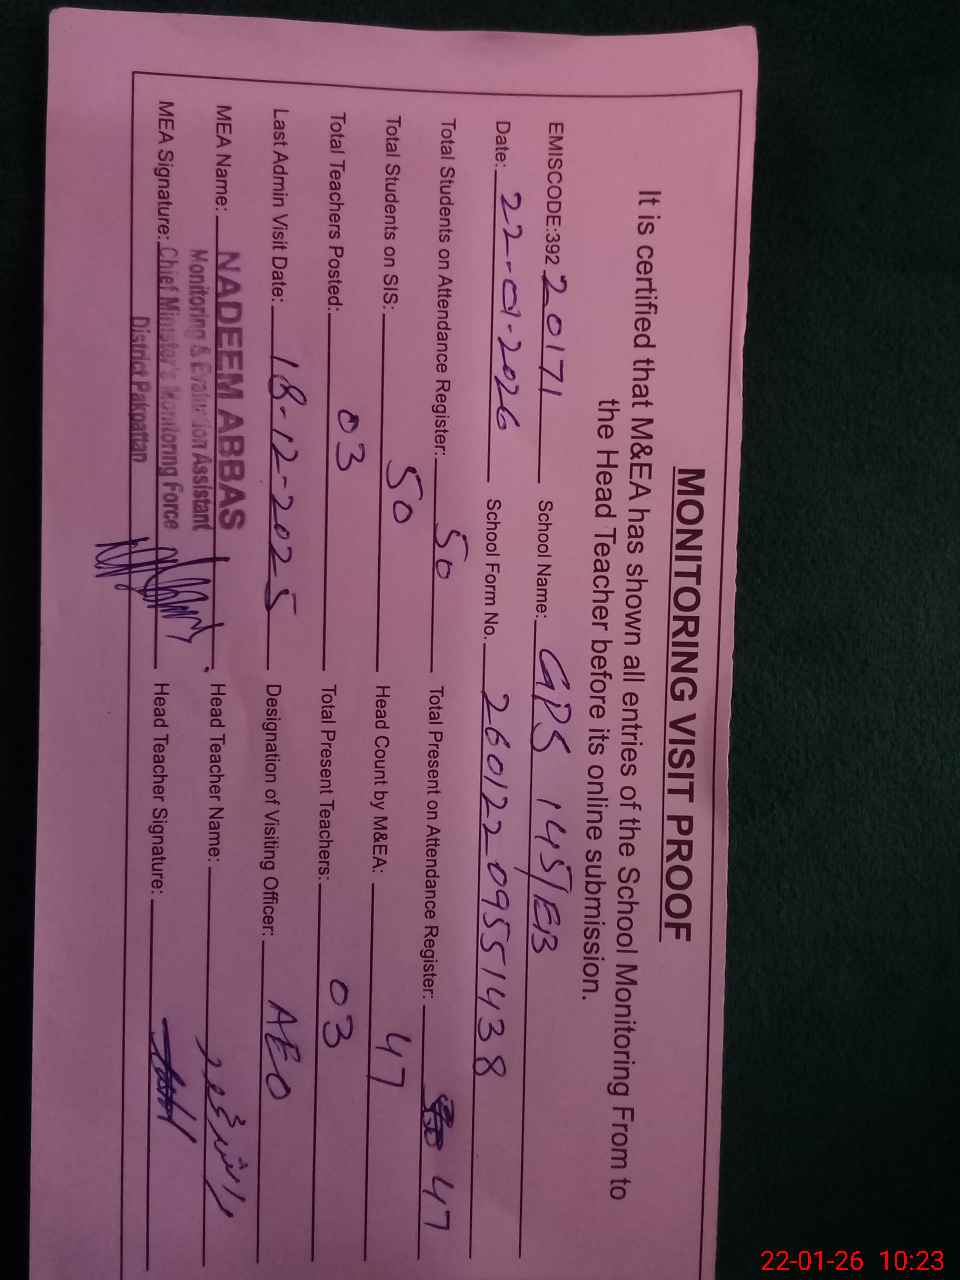 MONITORING VISIT PROOF
It is certified that M&EA has shown all entries of the School Monitoring From to
the Head Teacher before its online submission.
EMISCODE:392 20171 School Name: GPS 145/EB
Date: 22-01-2026 School Form No. 26012209551438
Total Students on Attendance Register: 50 Total Present on Attendance Register: 47
Total Students on SIS: 50 Head Count by M&EA: 47
Total Teachers Posted: 03 Total Present Teachers: 03
Last Admin Visit Date: 18-12-2025 Designation of Visiting Officer: AEO
MEA Name: NADEEM ABBAS Head Teacher Name:
Monitoring & Evaluation Assistant
MEA Signature: Chief Minister's Monitoring Force Head Teacher Signature:
District Pakpattan
22-01-26 10:23